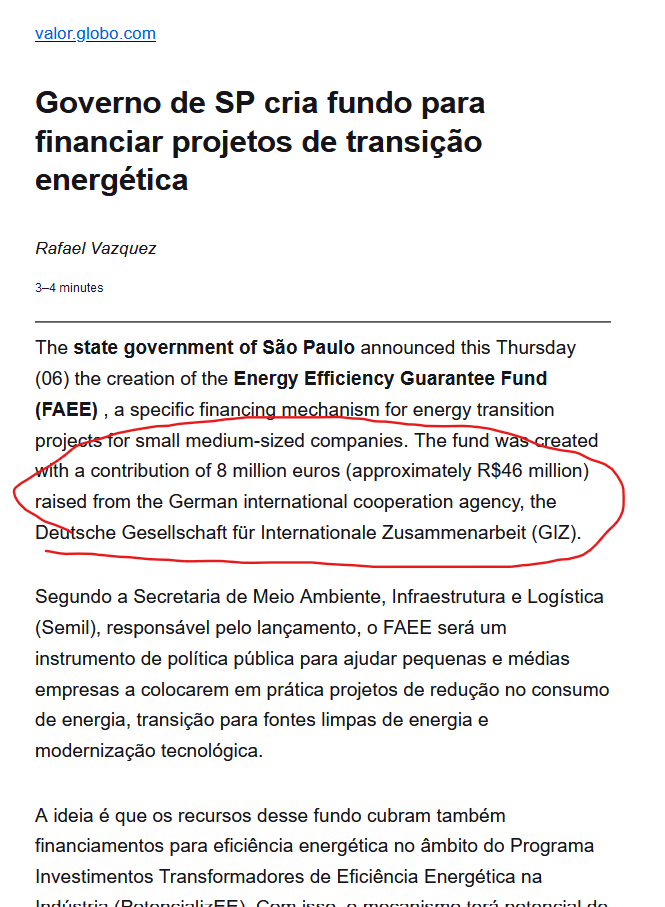 valor.globo.com
Governo de SP cria fundo para
financiar projetos de transição
energética
Rafael Vazquez
3–4 minutes
The state government of São Paulo announced this Thursday
(06) the creation of the Energy Efficiency Guarantee Fund
(FAEE) , a specific financing mechanism for energy transition
projects for small medium-sized companies. The fund was created
with a contribution of 8 million euros (approximately R$46 million)
raised from the German international cooperation agency, the
Deutsche Gesellschaft für Internationale Zusammenarbeit (GIZ).
Segundo a Secretaria de Meio Ambiente, Infraestrutura e Logística
(Semil), responsável pelo lançamento, o FAEE será um
instrumento de política pública para ajudar pequenas e médias
empresas a colocarem em prática projetos de redução no consumo
de energia, transição para fontes limpas de energia e
modernização tecnológica.
A ideia é que os recursos desse fundo cubram também
financiamentos para eficiência energética no âmbito do Programa
Investimentos Transformadores de Eficiência Energética na
Indústria (PotencializEE). Com isso, o mecanismo terá potencial de